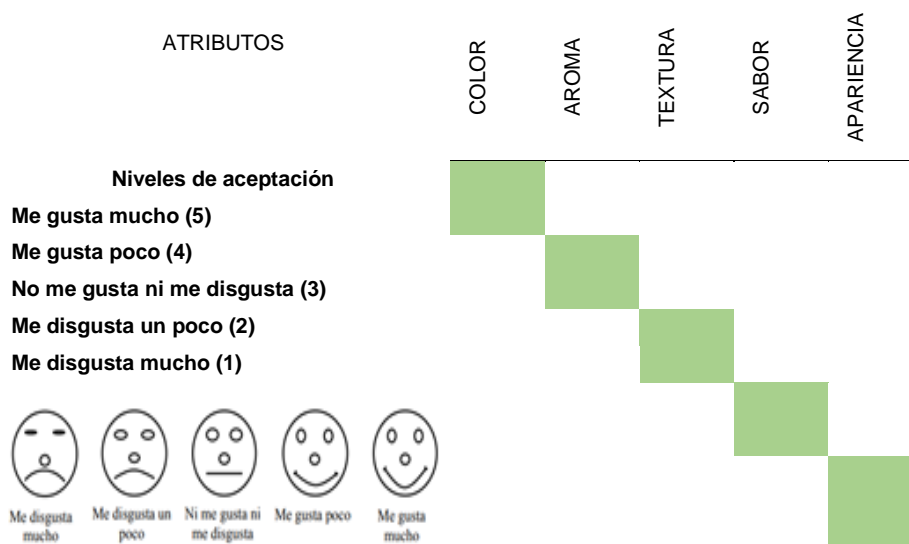 ATRIBUTOS
COLOR
AROMA
TEXTURA
SABOR
APARIENCIA
Niveles de aceptación
Me gusta mucho (5)
Me gusta poco (4)
No me gusta ni me disgusta (3)
Me disgusta un poco (2)
Me disgusta mucho (1)
Me disgusta
mucho
Me disgusta un
poco
Ni me gusta ni
me disgusta
Me gusta poco
Me gusta
mucho